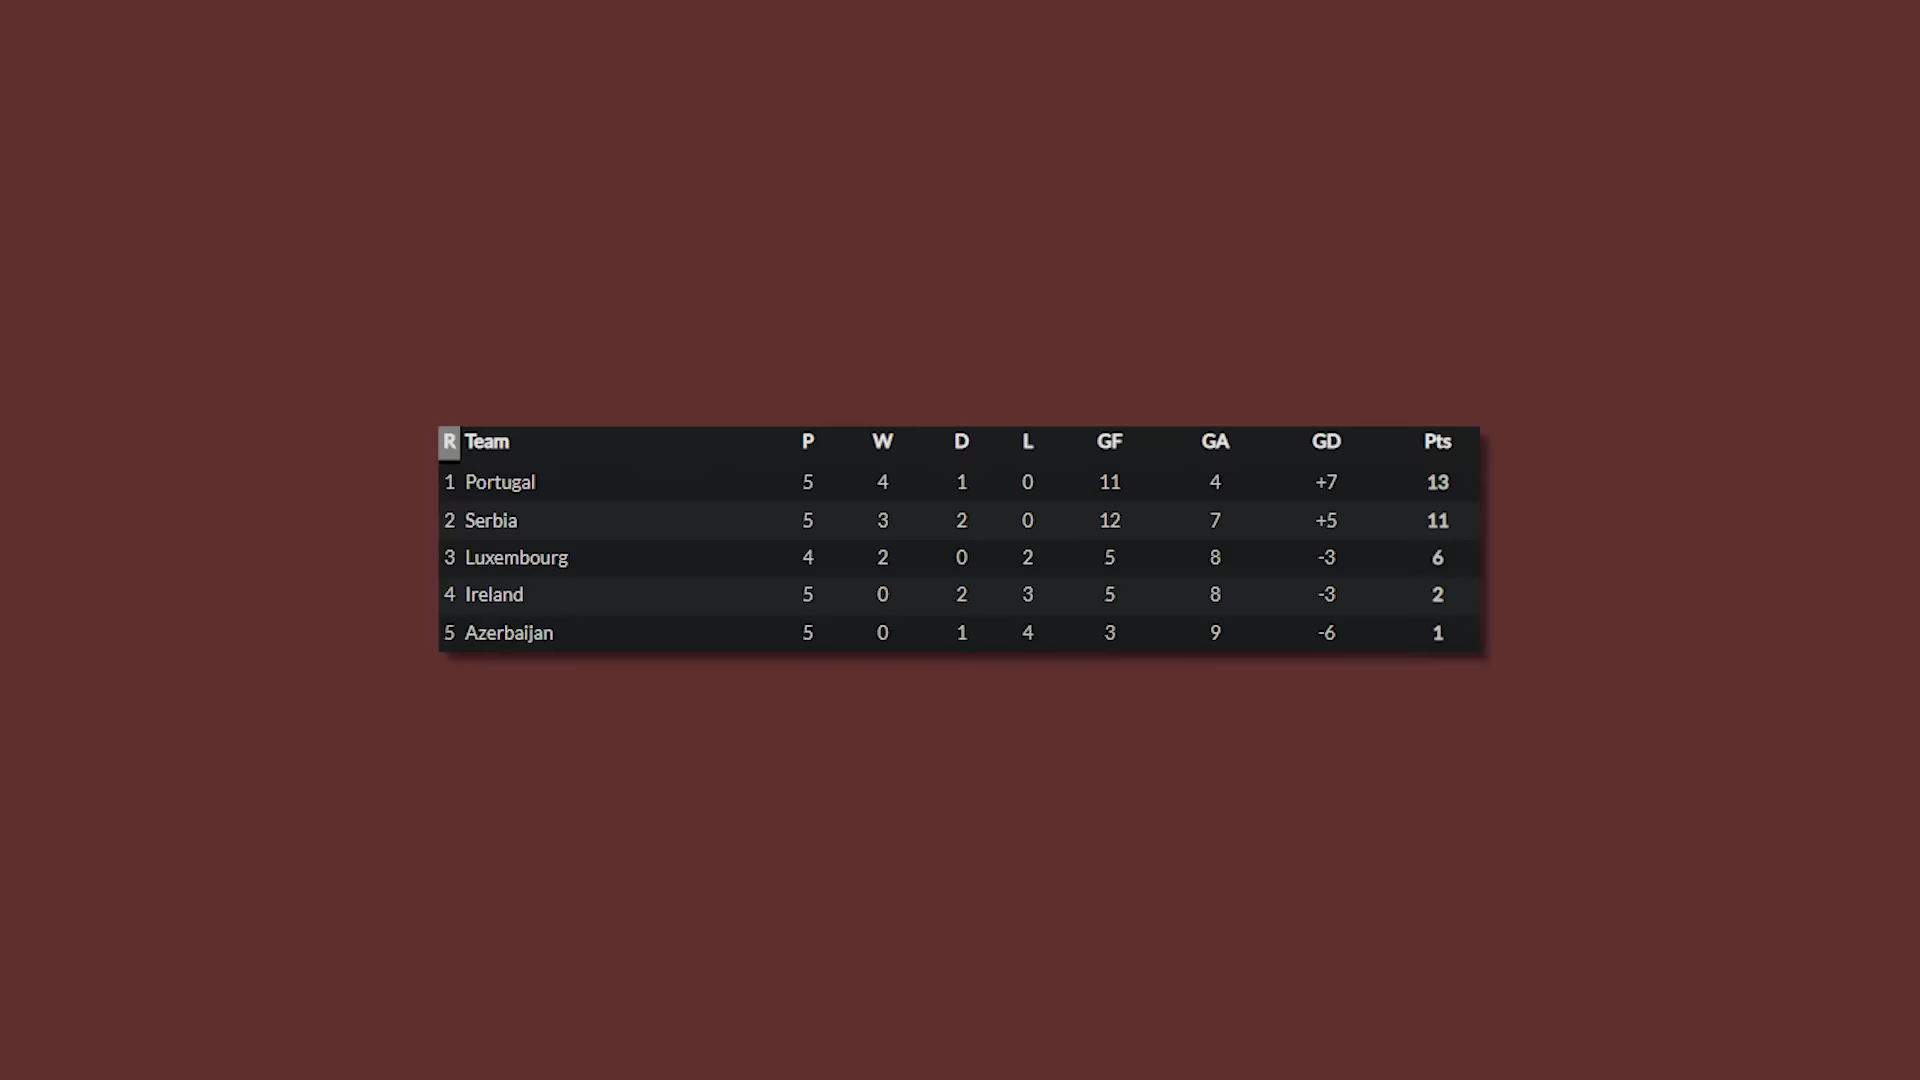 R Team P W D L GF GA GD Pts
1 Portugal 5 4 1 0 11 4 +7 13
2 Serbia 5 3 2 0 12 7 +5 11
3 Luxembourg 4 2 0 2 5 8 -3 6
4 Ireland 5 0 2 3 5 8 -3 2
5 Azerbaijan 5 0 1 4 3 9 -6 1